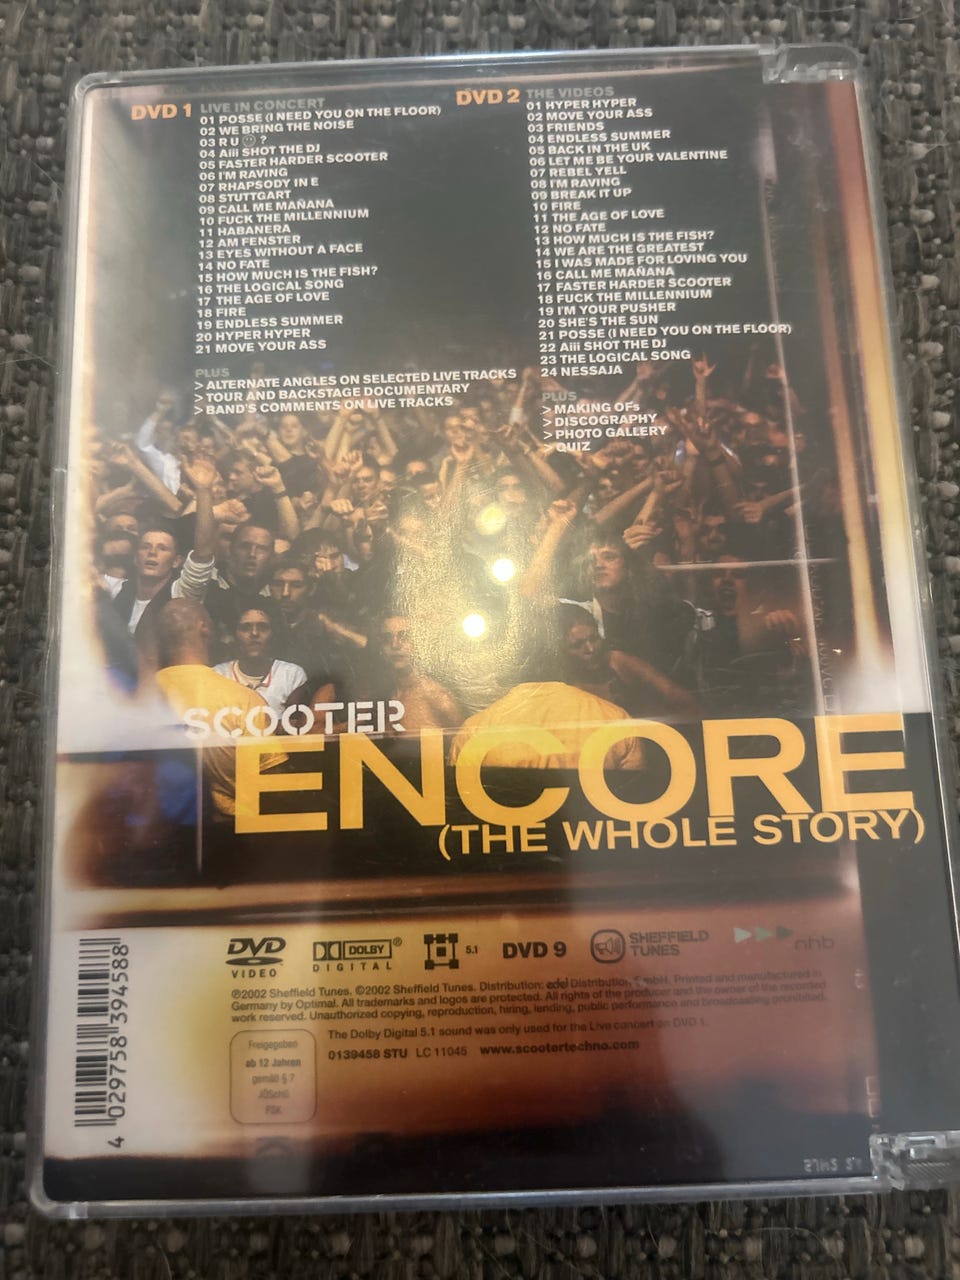 DVD 1 LIVE IN CONCERT
01 POSSE (I NEED YOU ON THE FLOOR)
02 WE BRING THE NOISE
03 R U ☺ ?
04 Aiii SHOT THE DJ
05 FASTER HARDER SCOOTER
06 I'M RAVING
07 RHAPSODY IN E
08 STUTTGART
09 CALL ME MAÑANA
10 FUCK THE MILLENNIUM
11 HABANERA
12 AM FENSTER
13 EYES WITHOUT A FACE
14 NO FATE
15 HOW MUCH IS THE FISH?
16 THE LOGICAL SONG
17 THE AGE OF LOVE
18 FIRE
19 ENDLESS SUMMER
20 HYPER HYPER
21 MOVE YOUR ASS
PLUS
> ALTERNATE ANGLES ON SELECTED LIVE TRACKS
> TOUR AND BACKSTAGE DOCUMENTARY
> BAND'S COMMENTS ON LIVE TRACKS
DVD 2 THE VIDEOS
01 HYPER HYPER
02 MOVE YOUR ASS
03 FRIENDS
04 ENDLESS SUMMER
05 BACK IN THE UK
06 LET ME BE YOUR VALENTINE
07 REBEL YELL
08 I'M RAVING
09 BREAK IT UP
10 FIRE
11 THE AGE OF LOVE
12 NO FATE
13 HOW MUCH IS THE FISH?
14 WE ARE THE GREATEST
15 I WAS MADE FOR LOVING YOU
16 CALL ME MAÑANA
17 FASTER HARDER SCOOTER
18 FUCK THE MILLENNIUM
19 I'M YOUR PUSHER
20 SHE'S THE SUN
21 POSSE (I NEED YOU ON THE FLOOR)
22 Aiii SHOT THE DJ
23 THE LOGICAL SONG
24 NESSAJA
PLUS
> MAKING OFs
> DISCOGRAPHY
> PHOTO GALLERY
> QUIZ
SCOOTER
ENCORE
(THE WHOLE STORY)
DVD VIDEO
DOLBY DIGITAL
5.1
DVD 9
SHEFFIELD TUNES
nhb
℗2002 Sheffield Tunes. ©2002 Sheffield Tunes. Distribution: edel Distribution GmbH. Printed and manufactured in
Germany by Optimal. All trademarks and logos are protected. All rights of the producer and the owner of the recorded
work reserved. Unauthorized copying, reproduction, hiring, lending, public performance and broadcasting prohibited.
The Dolby Digital 5.1 sound was only used for the Live concert on DVD 1.
0139458 STU LC 11045 www.scootertechno.com
Freigegeben
ab 12 Jahren
gemäß § 7
JÖSchG
FSK
4 029758 394588